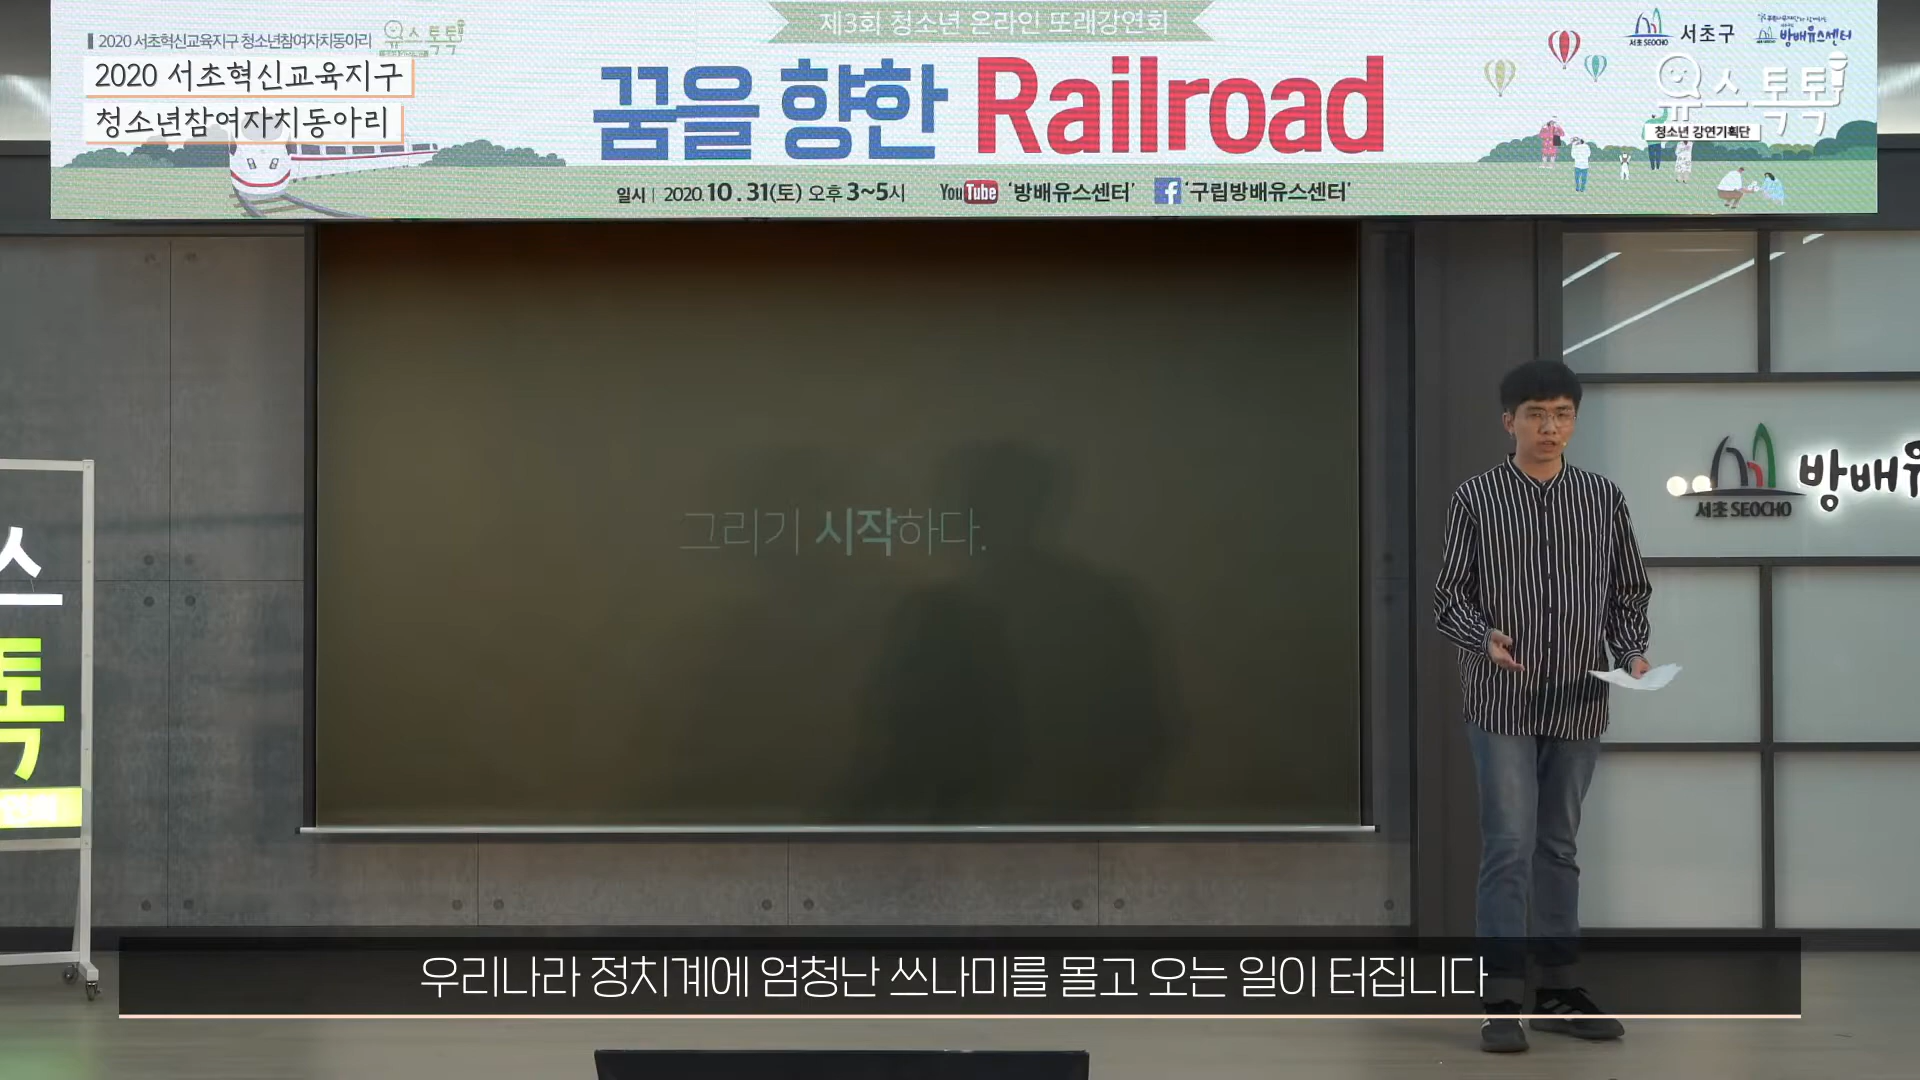 제3회 청소년 온라인 또래강연회
2020 서초혁신교육지구 청소년참여자치동아리 유스톡톡
2020 서초혁신교육지구
청소년참여자치동아리
꿈을 향한 Railroad
일시 | 2020. 10. 31(토) 오후 3~5시 YouTube '방배유스센터' f '구립방배유스센터'
서초 SEOCHO 서초구
방배유스센터
유스톡톡
청소년 강연기획단
그리기 시작하다.
서초 SEOCHO 방배유
스
톡
우리나라 정치계에 엄청난 쓰나미를 몰고 오는 일이 터집니다